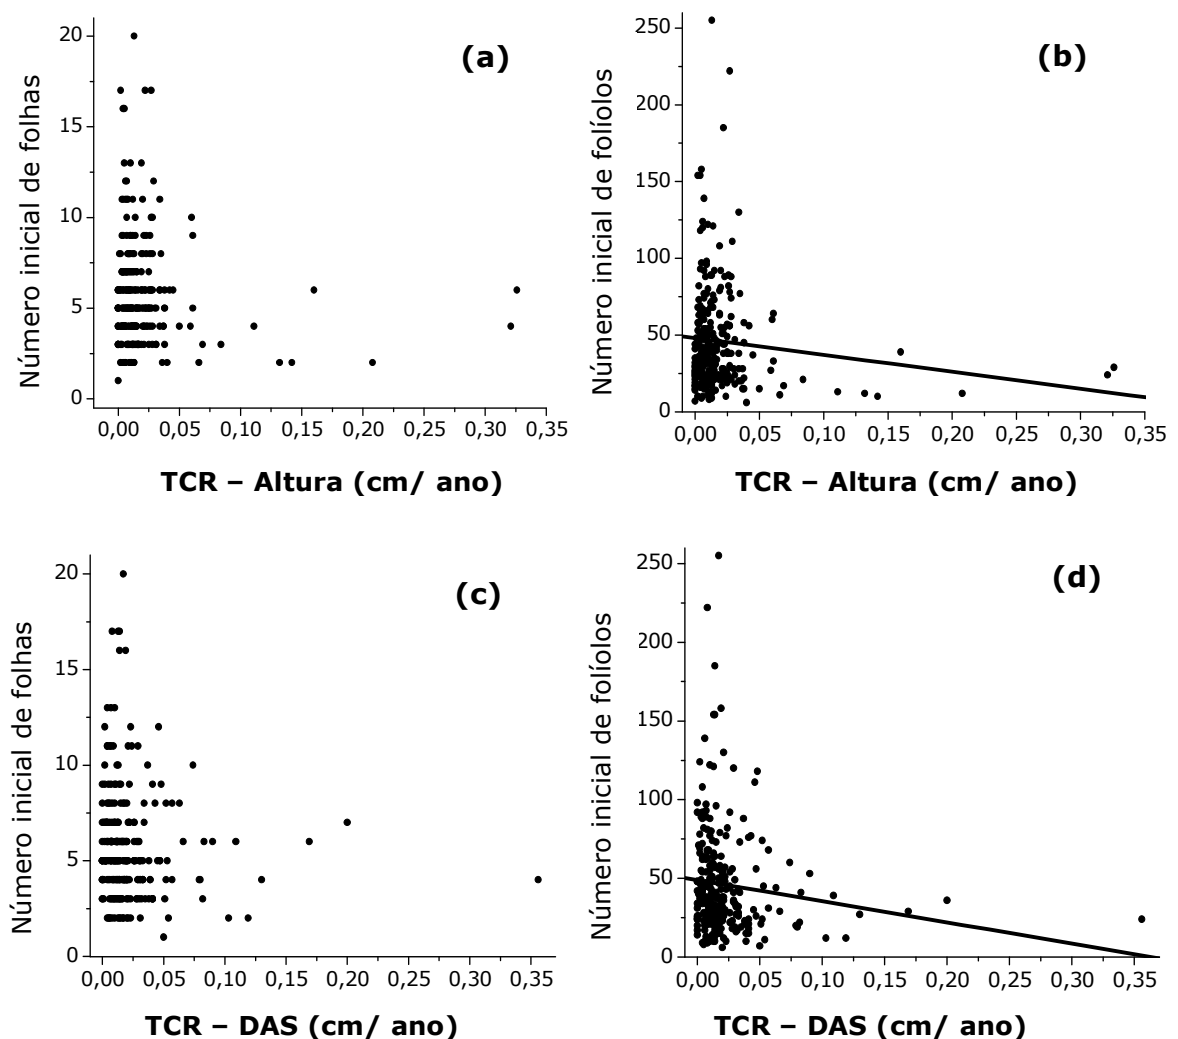 (a)
Número inicial de folhas
20
15
10
5
0
0,00 0,05 0,10 0,15 0,20 0,25 0,30 0,35
TCR – Altura (cm/ ano)
(b)
Número inicial de folíolos
250
200
150
100
50
0
0,00 0,05 0,10 0,15 0,20 0,25 0,30 0,35
TCR – Altura (cm/ ano)
(c)
Número inicial de folhas
20
15
10
5
0
0,00 0,05 0,10 0,15 0,20 0,25 0,30 0,35
TCR – DAS (cm/ ano)
(d)
Número inicial de folíolos
250
200
150
100
50
0
0,00 0,05 0,10 0,15 0,20 0,25 0,30 0,35
TCR – DAS (cm/ ano)